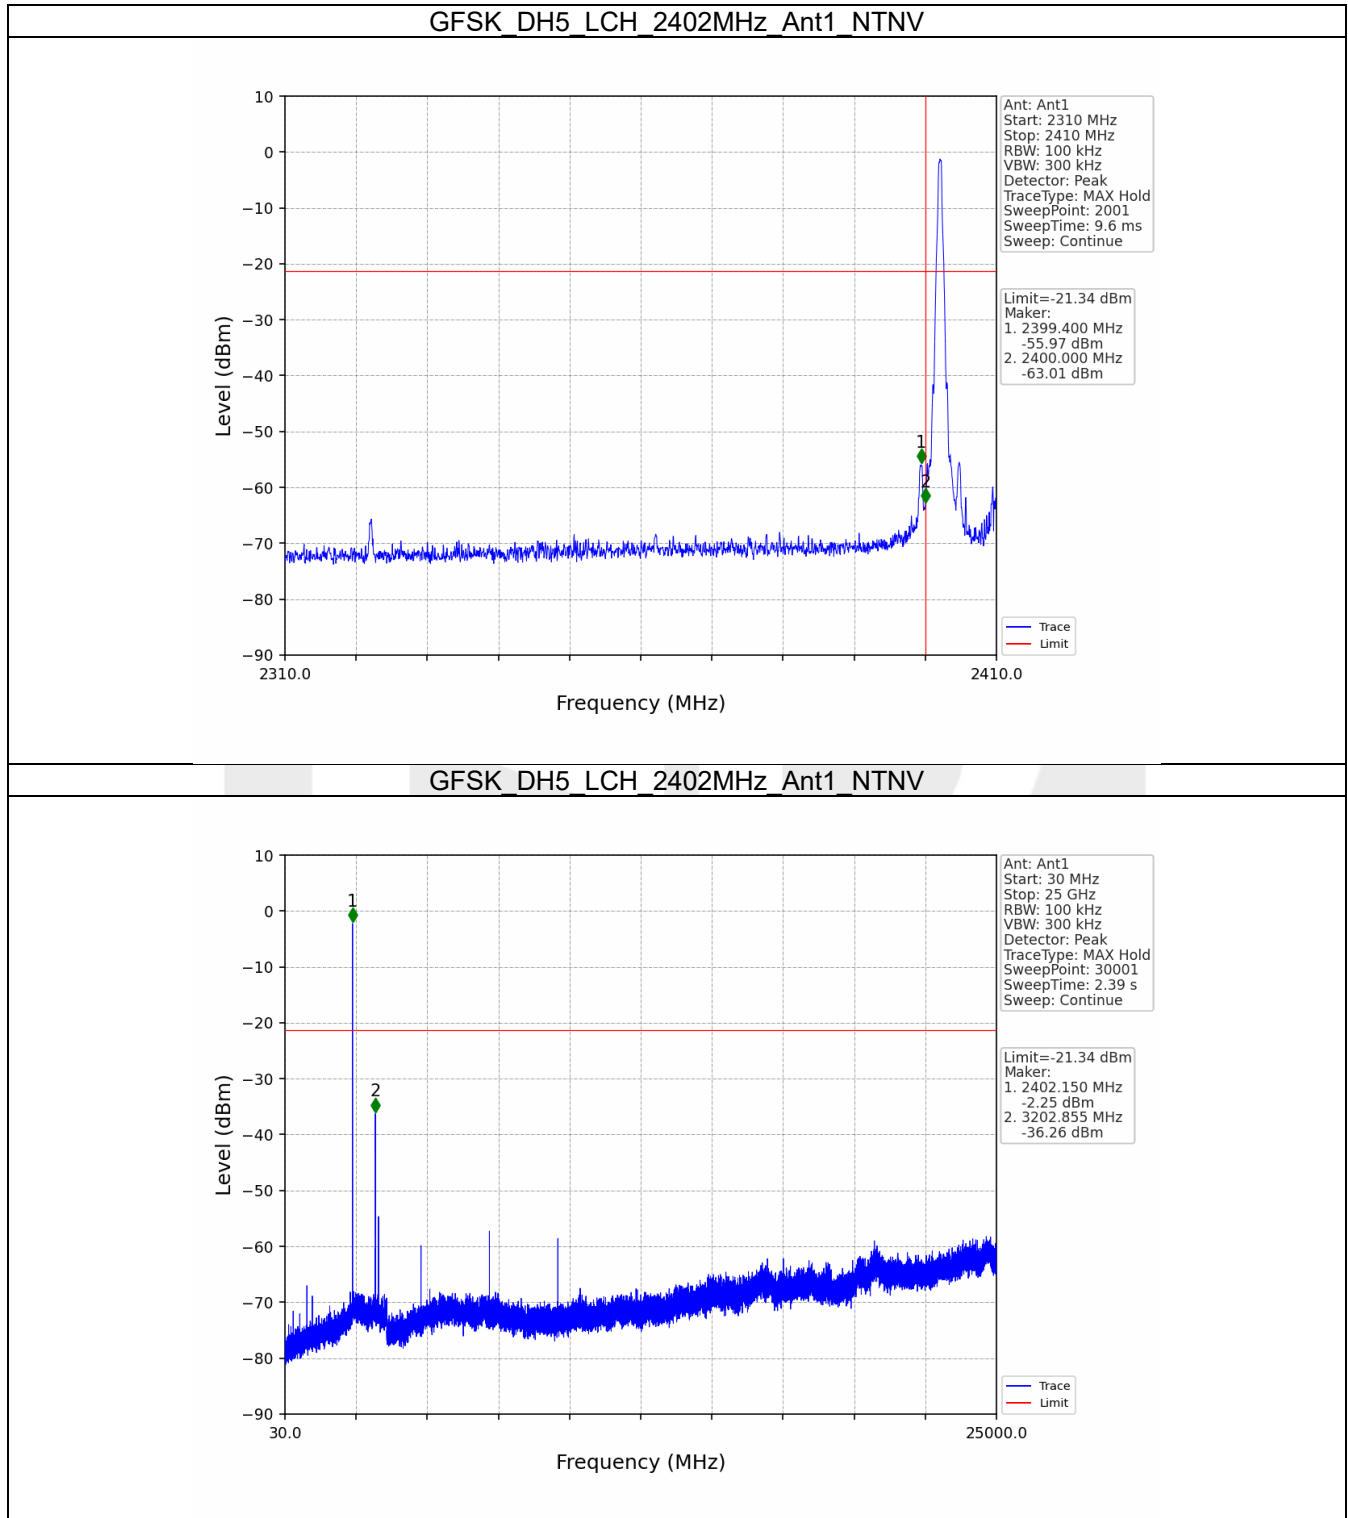 GFSK_DH5_LCH_2402MHz_Ant1_NTNV
10
0
−10
−20
−30
−40
−50
−60
−70
−80
−90
Level (dBm)
2310.0
2410.0
Frequency (MHz)
1
2
Ant: Ant1
Start: 2310 MHz
Stop: 2410 MHz
RBW: 100 kHz
VBW: 300 kHz
Detector: Peak
TraceType: MAX Hold
SweepPoint: 2001
SweepTime: 9.6 ms
Sweep: Continue
Limit=-21.34 dBm
Maker:
1. 2399.400 MHz
-55.97 dBm
2. 2400.000 MHz
-63.01 dBm
Trace
Limit
GFSK_DH5_LCH_2402MHz_Ant1_NTNV
10
0
−10
−20
−30
−40
−50
−60
−70
−80
−90
Level (dBm)
30.0
25000.0
Frequency (MHz)
1
2
Ant: Ant1
Start: 30 MHz
Stop: 25 GHz
RBW: 100 kHz
VBW: 300 kHz
Detector: Peak
TraceType: MAX Hold
SweepPoint: 30001
SweepTime: 2.39 s
Sweep: Continue
Limit=-21.34 dBm
Maker:
1. 2402.150 MHz
-2.25 dBm
2. 3202.855 MHz
-36.26 dBm
Trace
Limit